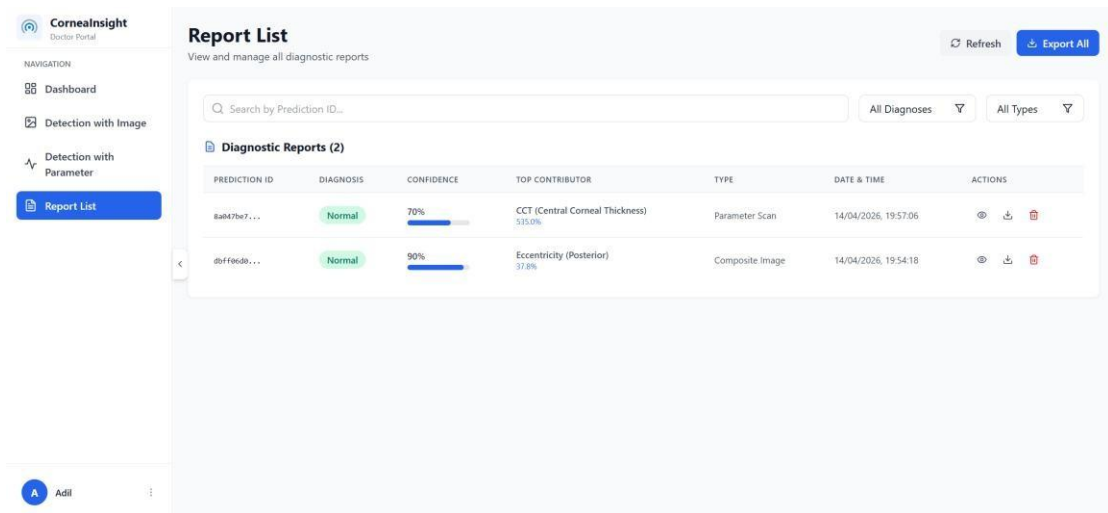 CorneaInsight
Doctor Portal
NAVIGATION
Dashboard
Detection with Image
Detection with
Parameter
Report List
A Adil
Report List
View and manage all diagnostic reports
Refresh
Export All
Search by Prediction ID...
All Diagnoses
All Types
Diagnostic Reports (2)
PREDICTION ID DIAGNOSIS CONFIDENCE TOP CONTRIBUTOR TYPE DATE & TIME ACTIONS
8a047be7... Normal 70% CCT (Central Corneal Thickness) Parameter Scan 14/04/2026, 19:57:06
535.0%
dbff06d0... Normal 90% Eccentricity (Posterior) Composite Image 14/04/2026, 19:54:18
37.8%